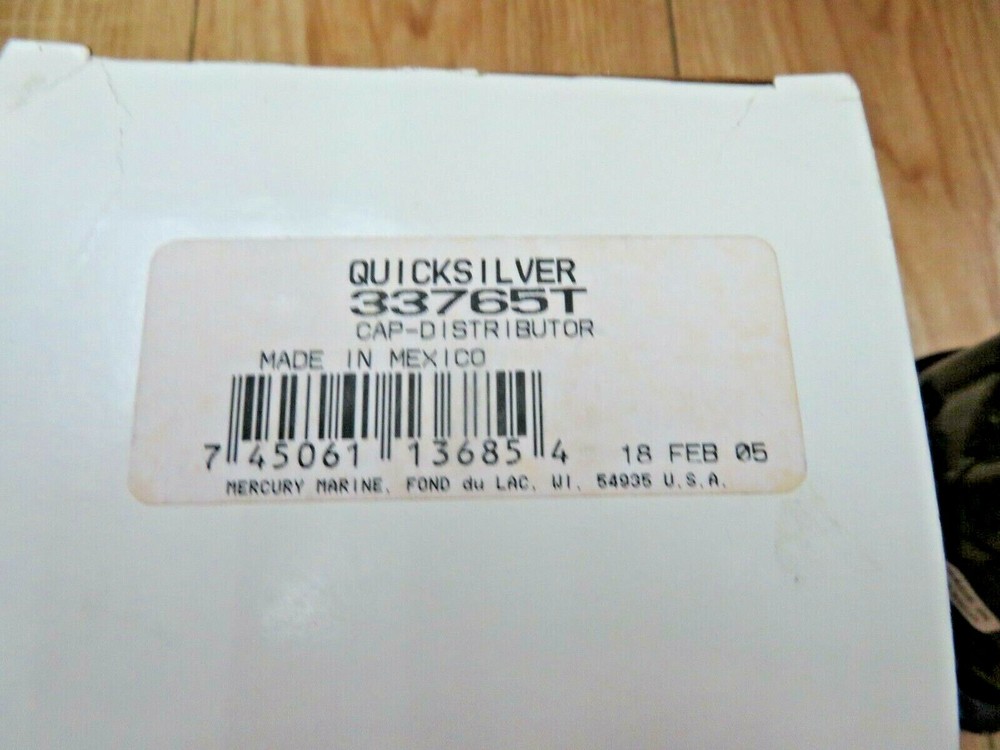 QUICKSILVER
33765T
CAP-DISTRIBUTOR
MADE IN MEXICO
7 45061 13685 4 18 FEB 05
MERCURY MARINE, FOND du LAC, WI. 54935 U.S.A.